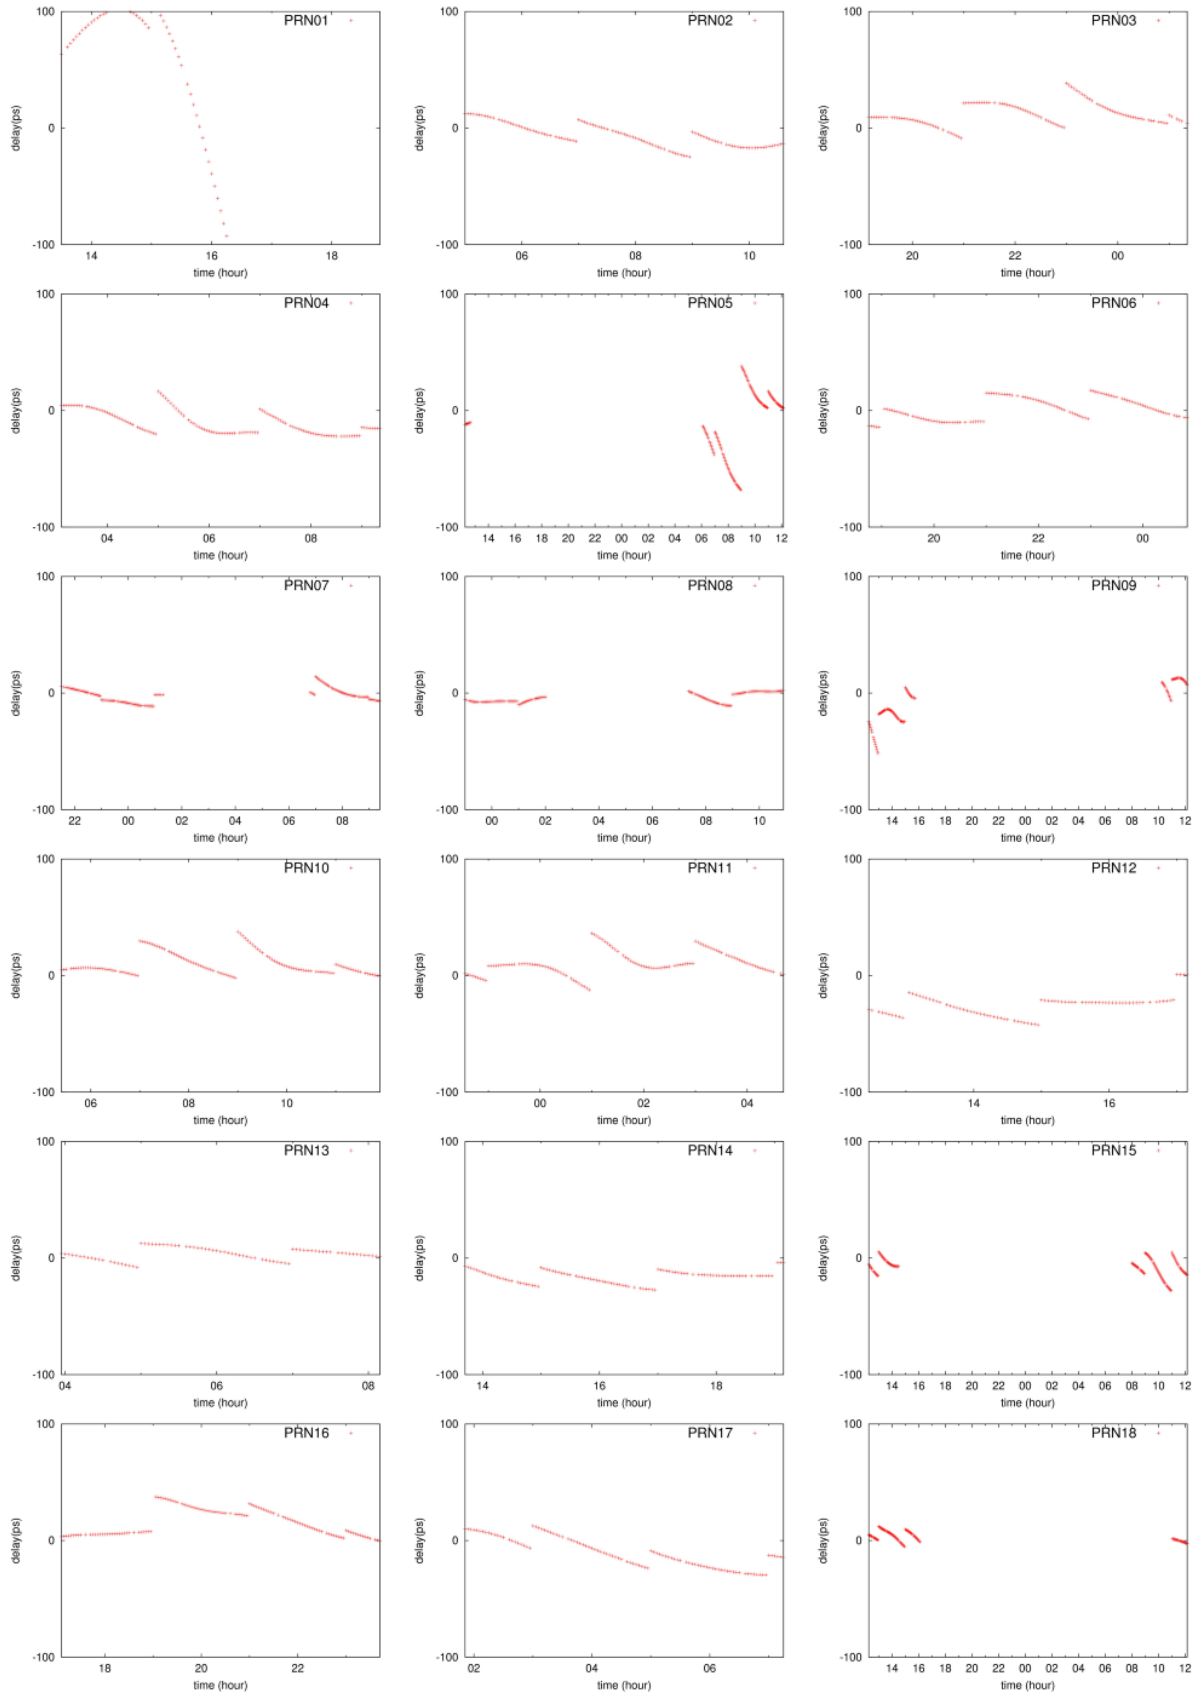 100 PRN01 100 PRN02 100 PRN03
delay(ps) 0 delay(ps) 0 delay(ps) 0
-100 -100 -100
14 16 18 06 08 10 20 22 00
time (hour) time (hour) time (hour)
100 PRN04 100 PRN05 100 PRN06
delay(ps) 0 delay(ps) 0 delay(ps) 0
-100 -100 -100
04 06 08 14 16 18 20 22 00 02 04 06 08 10 12 20 22 00
time (hour) time (hour) time (hour)
100 PRN07 100 PRN08 100 PRN09
delay(ps) 0 delay(ps) 0 delay(ps) 0
-100 -100 -100
22 00 02 04 06 08 00 02 04 06 08 10 14 16 18 20 22 00 02 04 06 08 10 12
time (hour) time (hour) time (hour)
100 PRN10 100 PRN11 100 PRN12
delay(ps) 0 delay(ps) 0 delay(ps) 0
-100 -100 -100
06 08 10 00 02 04 14 16
time (hour) time (hour) time (hour)
100 PRN13 100 PRN14 100 PRN15
delay(ps) 0 delay(ps) 0 delay(ps) 0
-100 -100 -100
04 06 08 14 16 18 14 16 18 20 22 00 02 04 06 08 10 12
time (hour) time (hour) time (hour)
100 PRN16 100 PRN17 100 PRN18
delay(ps) 0 delay(ps) 0 delay(ps) 0
-100 -100 -100
18 20 22 02 04 06 14 16 18 20 22 00 02 04 06 08 10 12
time (hour) time (hour) time (hour)